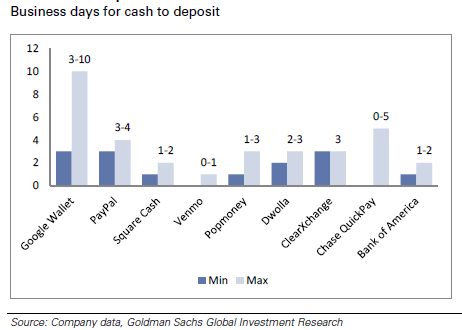 Business days for cash to deposit
12
10
8
6
4
2
0
3-10
3-4
1-2
0-1
1-3
2-3
3
0-5
1-2
Google Wallet
PayPal
Square Cash
Venmo
Popmoney
Dwolla
ClearXchange
Chase QuickPay
Bank of America
Min Max
Source: Company data, Goldman Sachs Global Investment Research